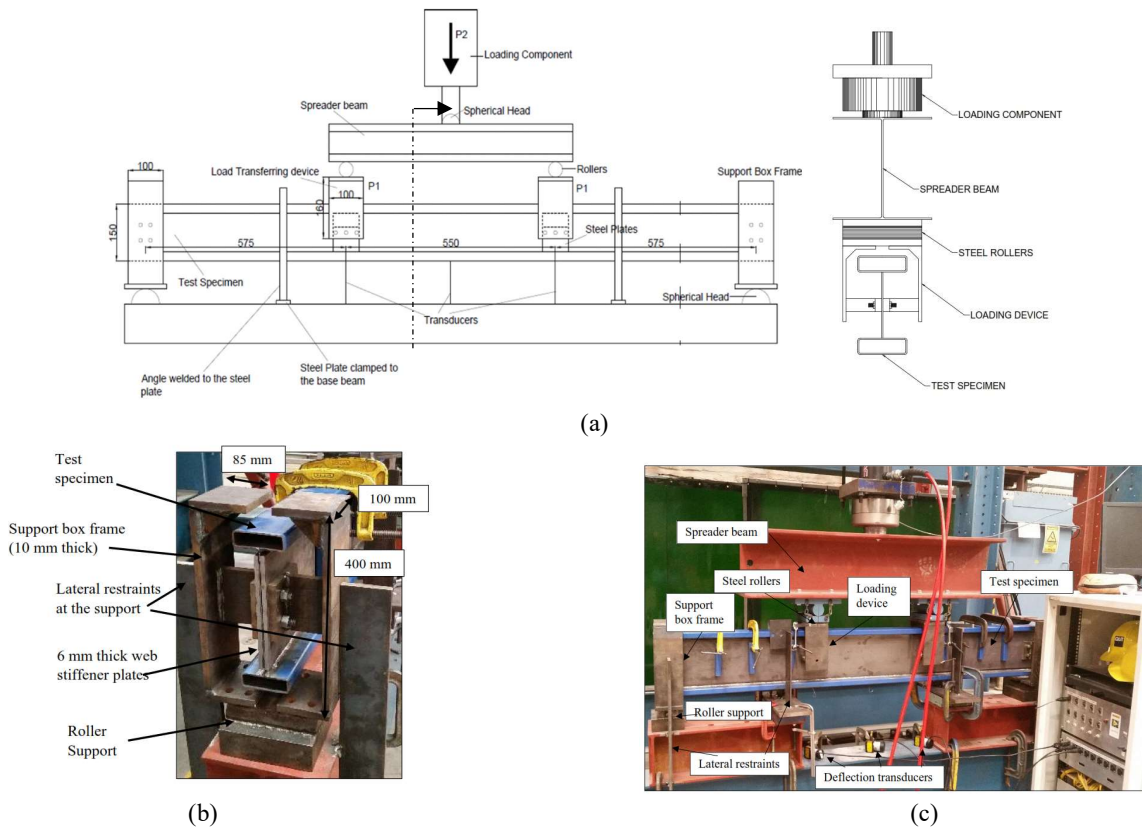 P2
Loading Component
Spreader beam
Spherical Head
100
Load Transferring device
P1
100
160
Rollers
P1
Support Box Frame
150
575
550
Steel Plates
575
Test Specimen
Transducers
Spherical Head
Angle welded to the steel
plate
Steel Plate clamped to
the base beam
LOADING COMPONENT
SPREADER BEAM
STEEL ROLLERS
LOADING DEVICE
TEST SPECIMEN
(a)
Test
specimen
85 mm
100 mm
Support box frame
(10 mm thick)
400 mm
Lateral restraints
at the support
6 mm thick web
stiffener plates
Roller
Support
(b)
Spreader beam
Steel rollers
Loading
device
Test specimen
Support
box frame
Roller support
Lateral restraints
Deflection transducers
(c)